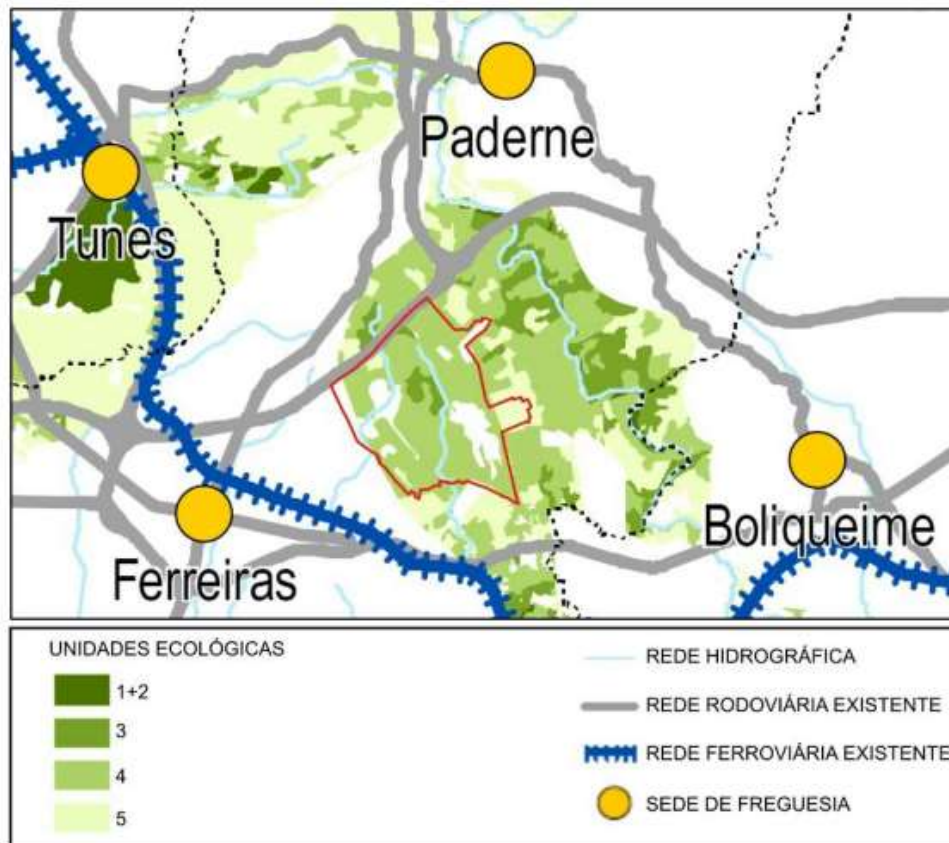 Paderne
Tunes
Boliqueime
Ferreiras
UNIDADES ECOLÓGICAS
1+2
3
4
5
REDE HIDROGRÁFICA
REDE RODOVIÁRIA EXISTENTE
REDE FERROVIÁRIA EXISTENTE
SEDE DE FREGUESIA